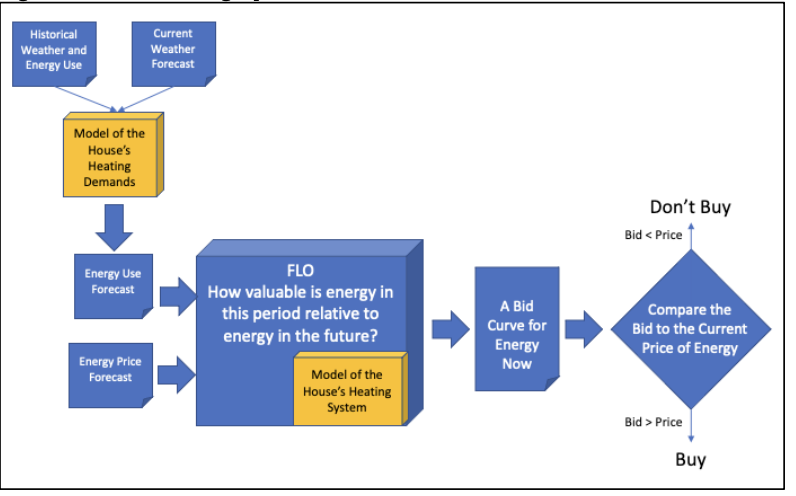 Historical
Weather and
Energy Use
Current
Weather
Forecast
Model of the
House's
Heating
Demands
Energy Use
Forecast
Energy Price
Forecast
FLO
How valuable is energy in
this period relative to
energy in the future?
Model of the
House's Heating
System
A Bid
Curve for
Energy
Now
Don't Buy
Bid < Price
Compare the
Bid to the Current
Price of Energy
Bid > Price
Buy